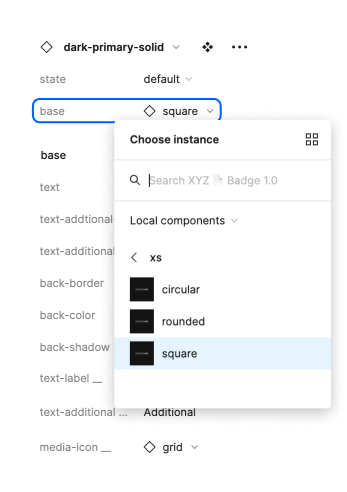 dark-primary-solid
state default
base square
Choose instance
base
Search XYZ 📄 Badge 1.0
text
text-addtional-
Local components
text-additional
xs
back-border circular
back-color rounded
back-shadow square
text-label __
text-additional ... Additional
media-icon __ grid